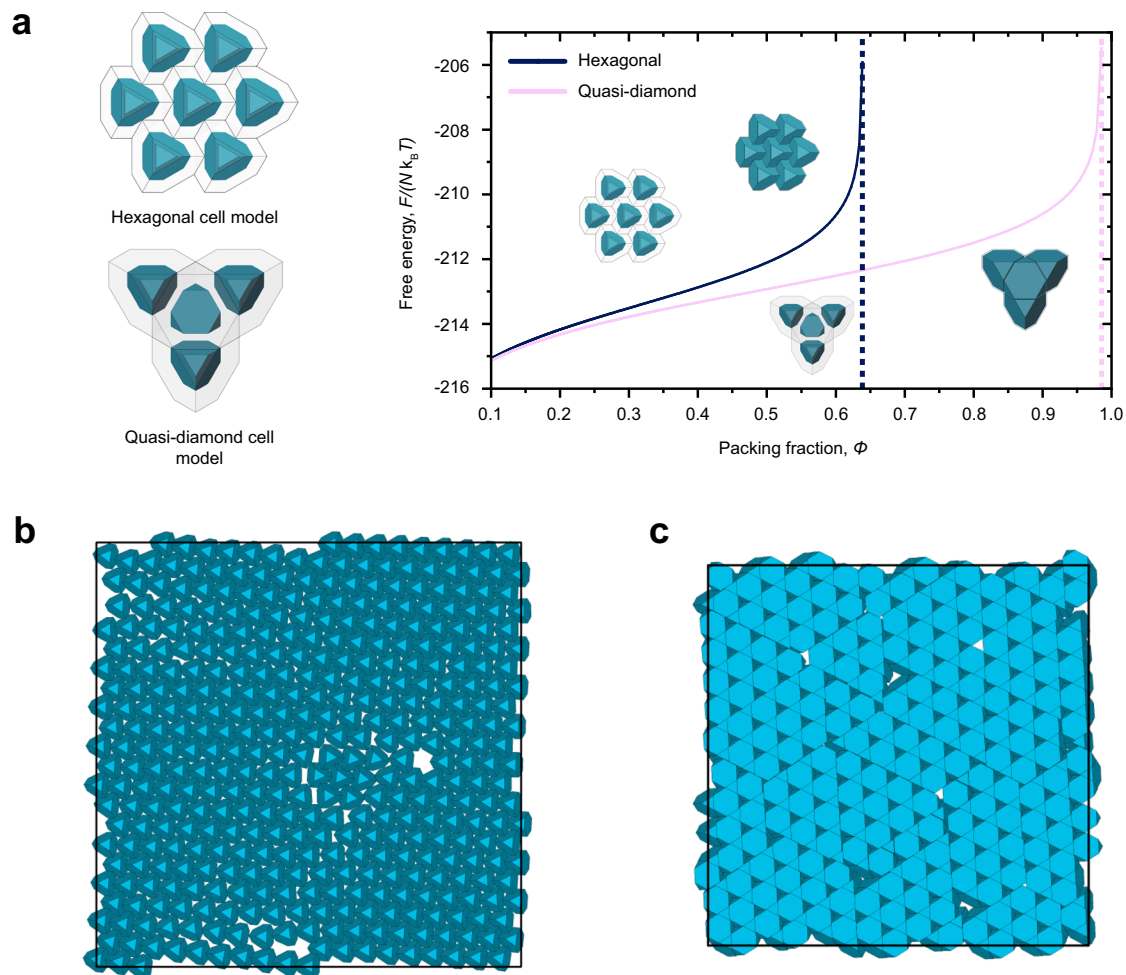 a
Hexagonal cell model
Quasi-diamond cell
model
Free energy, F/(N k_B T)
-206
-208
-210
-212
-214
-216
Hexagonal
Quasi-diamond
0.1 0.2 0.3 0.4 0.5 0.6 0.7 0.8 0.9 1.0
Packing fraction, Φ
b
c